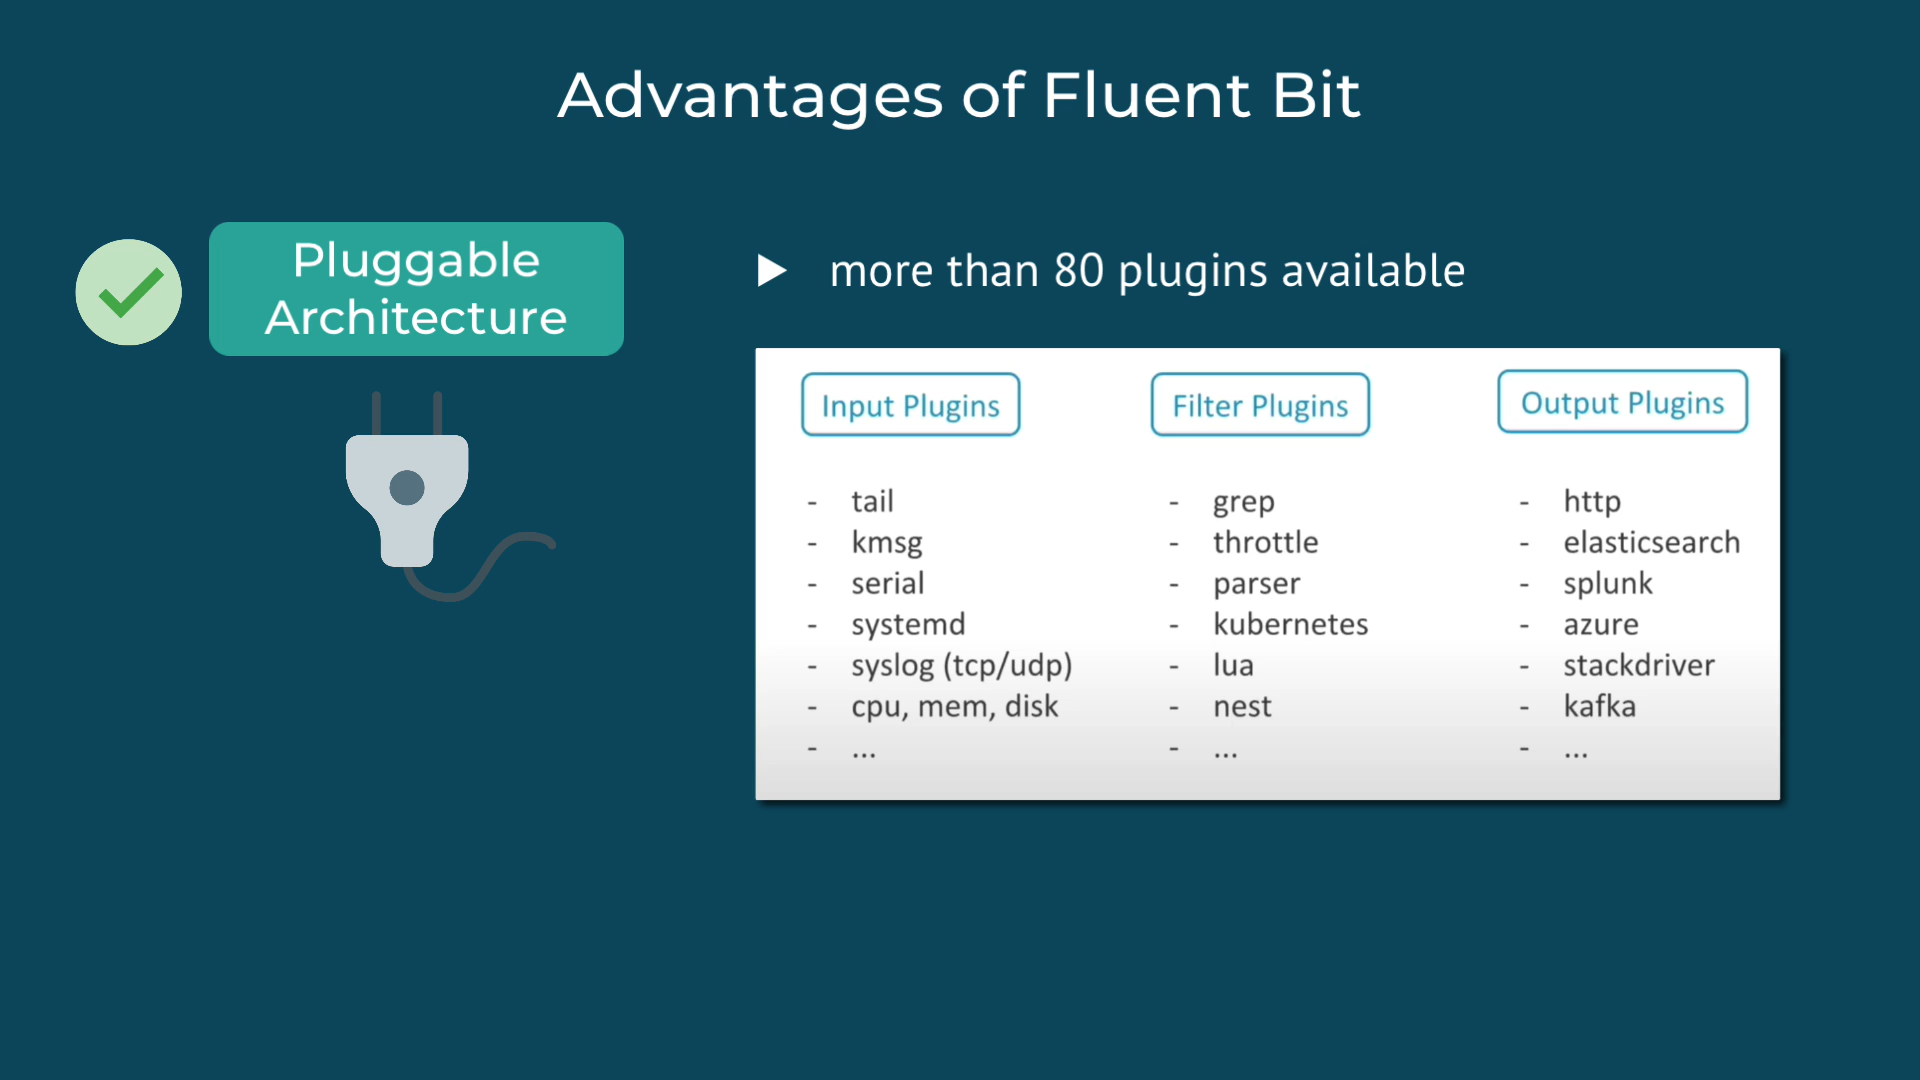 Advantages of Fluent Bit
Pluggable
Architecture
more than 80 plugins available
Input Plugins
- tail
- kmsg
- serial
- systemd
- syslog (tcp/udp)
- cpu, mem, disk
- ...
Filter Plugins
- grep
- throttle
- parser
- kubernetes
- lua
- nest
- ...
Output Plugins
- http
- elasticsearch
- splunk
- azure
- stackdriver
- kafka
- ...